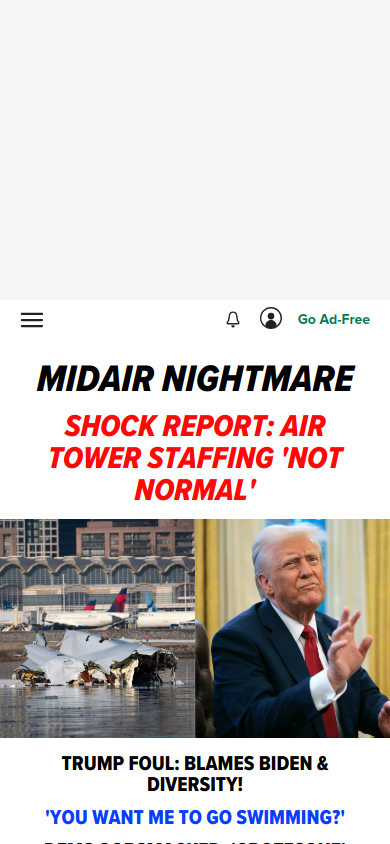 Go Ad-Free
MIDAIR NIGHTMARE
SHOCK REPORT: AIR
TOWER STAFFING 'NOT
NORMAL'
TRUMP FOUL: BLAMES BIDEN &
DIVERSITY!
'YOU WANT ME TO GO SWIMMING?'